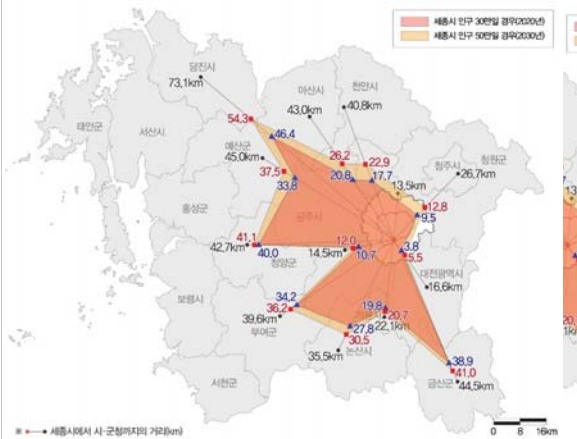 세종시 인구 30만일 경우(2020년)
세종시 인구 50만일 경우(2030년)
당진시
73,1km
아산시
43,0km
천안시
40,8km
54,3
46,4
태안군
서산시
예산군
45,0km
37,5
33,8
26,2
22,9
20,8
17,7
13,5km
청주시
청원군
26,7km
12,8
9,5
홍성군
공주시
41,1
42,7km
40,0
청양군
14,5km
12,0
10,7
3,8
5,5
대전광역시
16,6km
보령시
34,2
36,2
39,6km
부여군
19,8
20,7
22,1km
27,8
30,5
35,5km
논산시
서천군
38,9
41,0
44,5km
금산군
세종시에서 시·군청까지의 거리(km)
0 8 16km